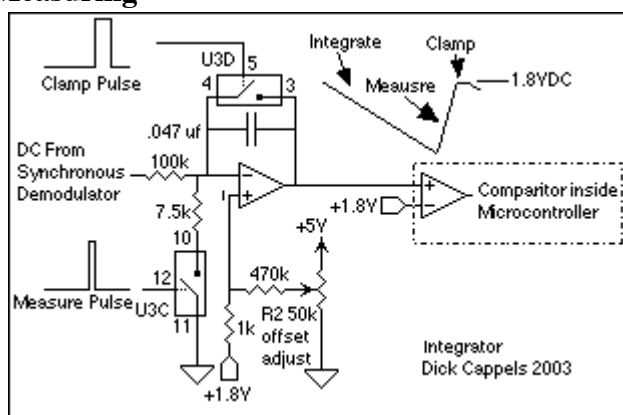 Measuring
Clamp Pulse
U3D
5
4
3
.047 uf
Integrate
Clamp
Meausre
1.8VDC
DC From
Synchronous
Demodulator
100k
7.5k
10
12
11
U3C
Measure Pulse
−
+
1
+1.8V
+
−
Comparitor inside
Microcontroller
+5V
470k
R2 50k
offset
adjust
1k
+1.8V
Integrator
Dick Cappels 2003